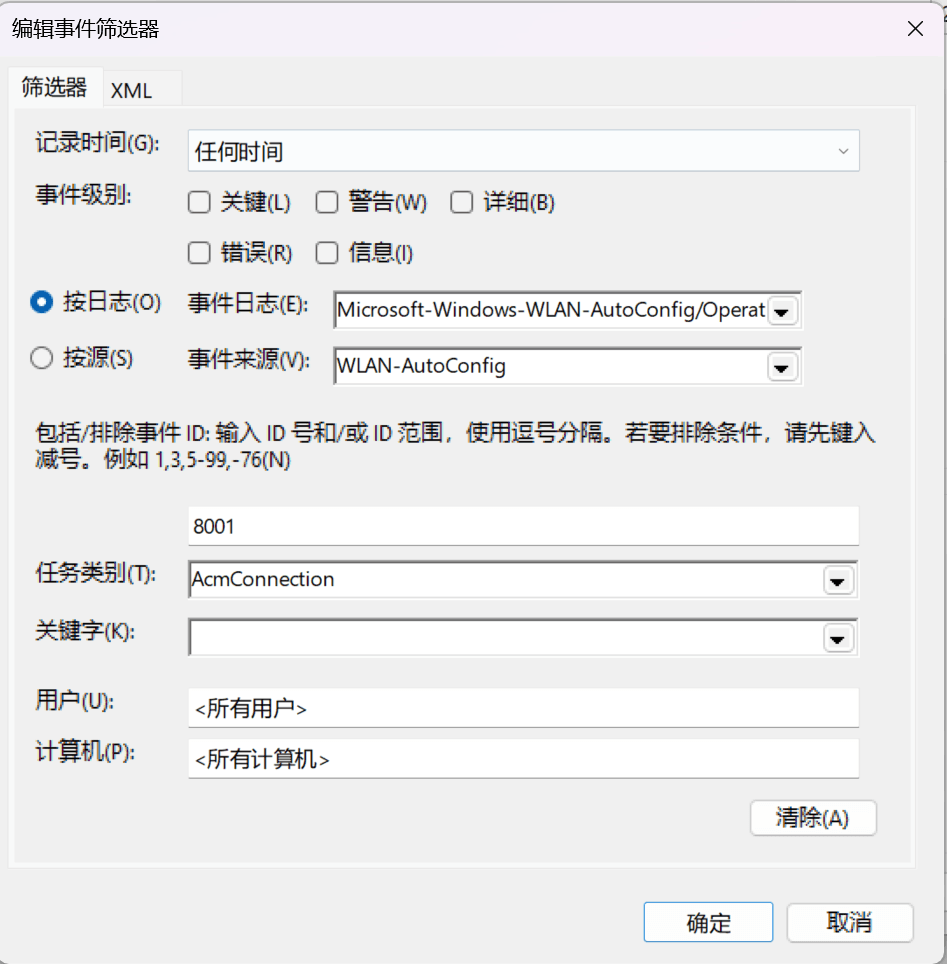 编辑事件筛选器
筛选器 XML
记录时间(G): 任何时间
事件级别: 关键(L) 警告(W) 详细(B)
错误(R) 信息(I)
按日志(O) 事件日志(E): Microsoft-Windows-WLAN-AutoConfig/Operat
按源(S) 事件来源(V): WLAN-AutoConfig
包括/排除事件 ID: 输入 ID 号和/或 ID 范围，使用逗号分隔。若要排除条件，请先键入
减号。例如 1,3,5-99,-76(N)
8001
任务类别(T): AcmConnection
关键字(K):
用户(U): <所有用户>
计算机(P): <所有计算机>
清除(A)
确定 取消